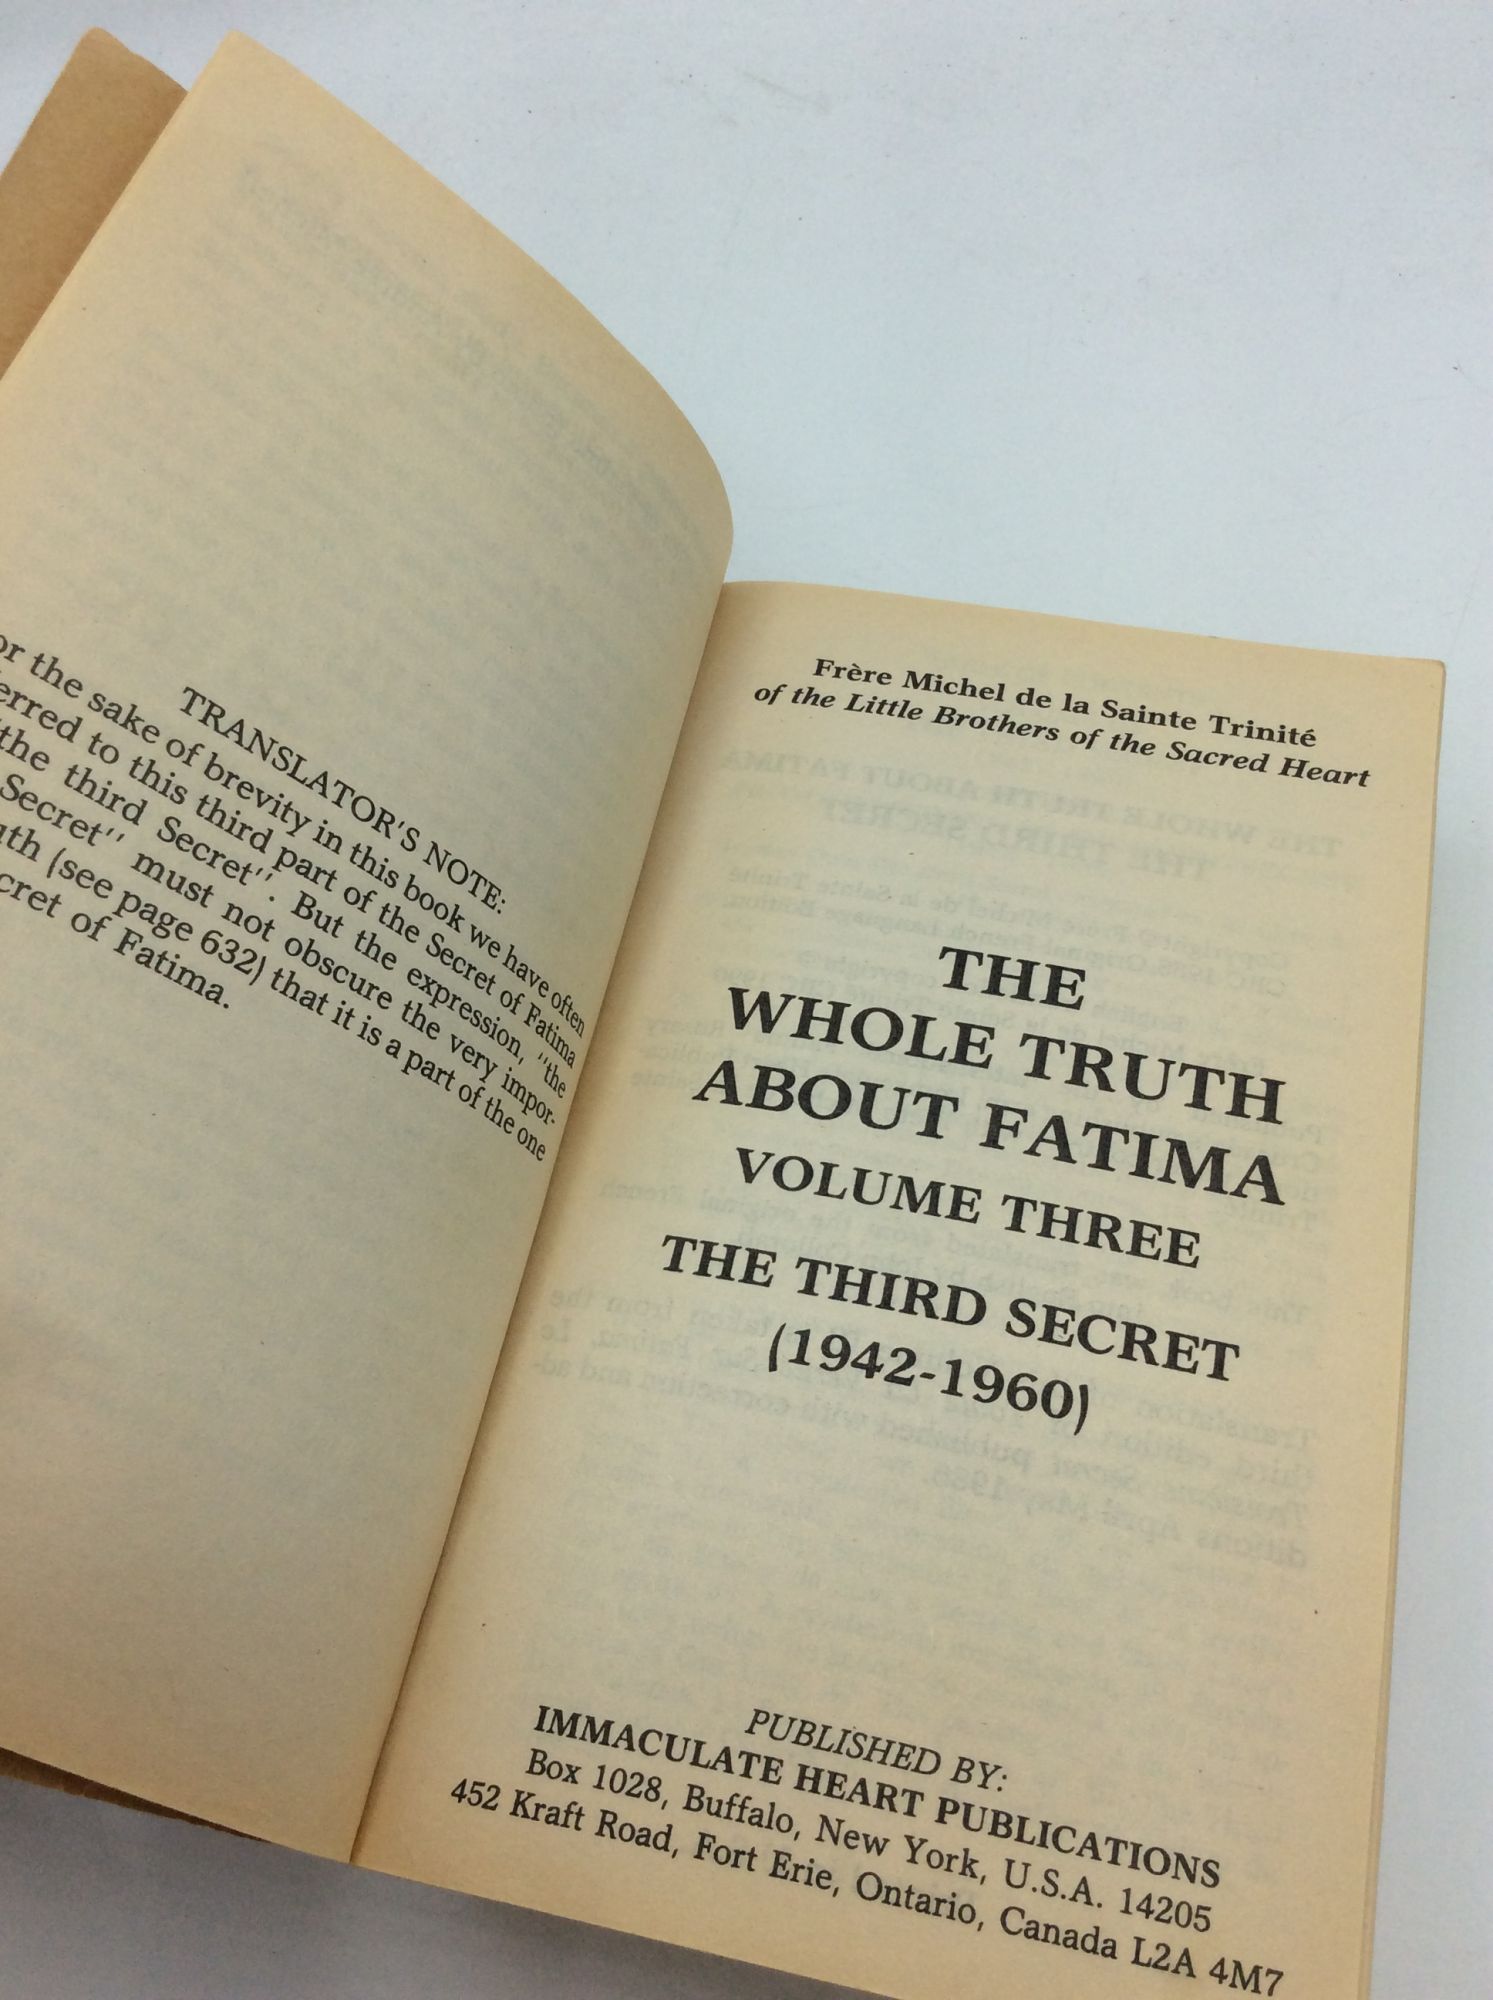 TRANSLATOR'S NOTE:
or the sake of brevity in this book we have often
erred to this third part of the Secret of Fatima
"the third Secret". But the expression, "the
Secret" must not obscure the very impor-
uth (see page 632) that it is a part of the one
cret of Fatima.
Frère Michel de la Sainte Trinité
of the Little Brothers of the Sacred Heart
THE
WHOLE TRUTH
ABOUT FATIMA
VOLUME THREE
THE THIRD SECRET
(1942-1960)
PUBLISHED BY:
IMMACULATE HEART PUBLICATIONS
Box 1028, Buffalo, New York, U.S.A. 14205
452 Kraft Road, Fort Erie, Ontario, Canada L2A 4M7